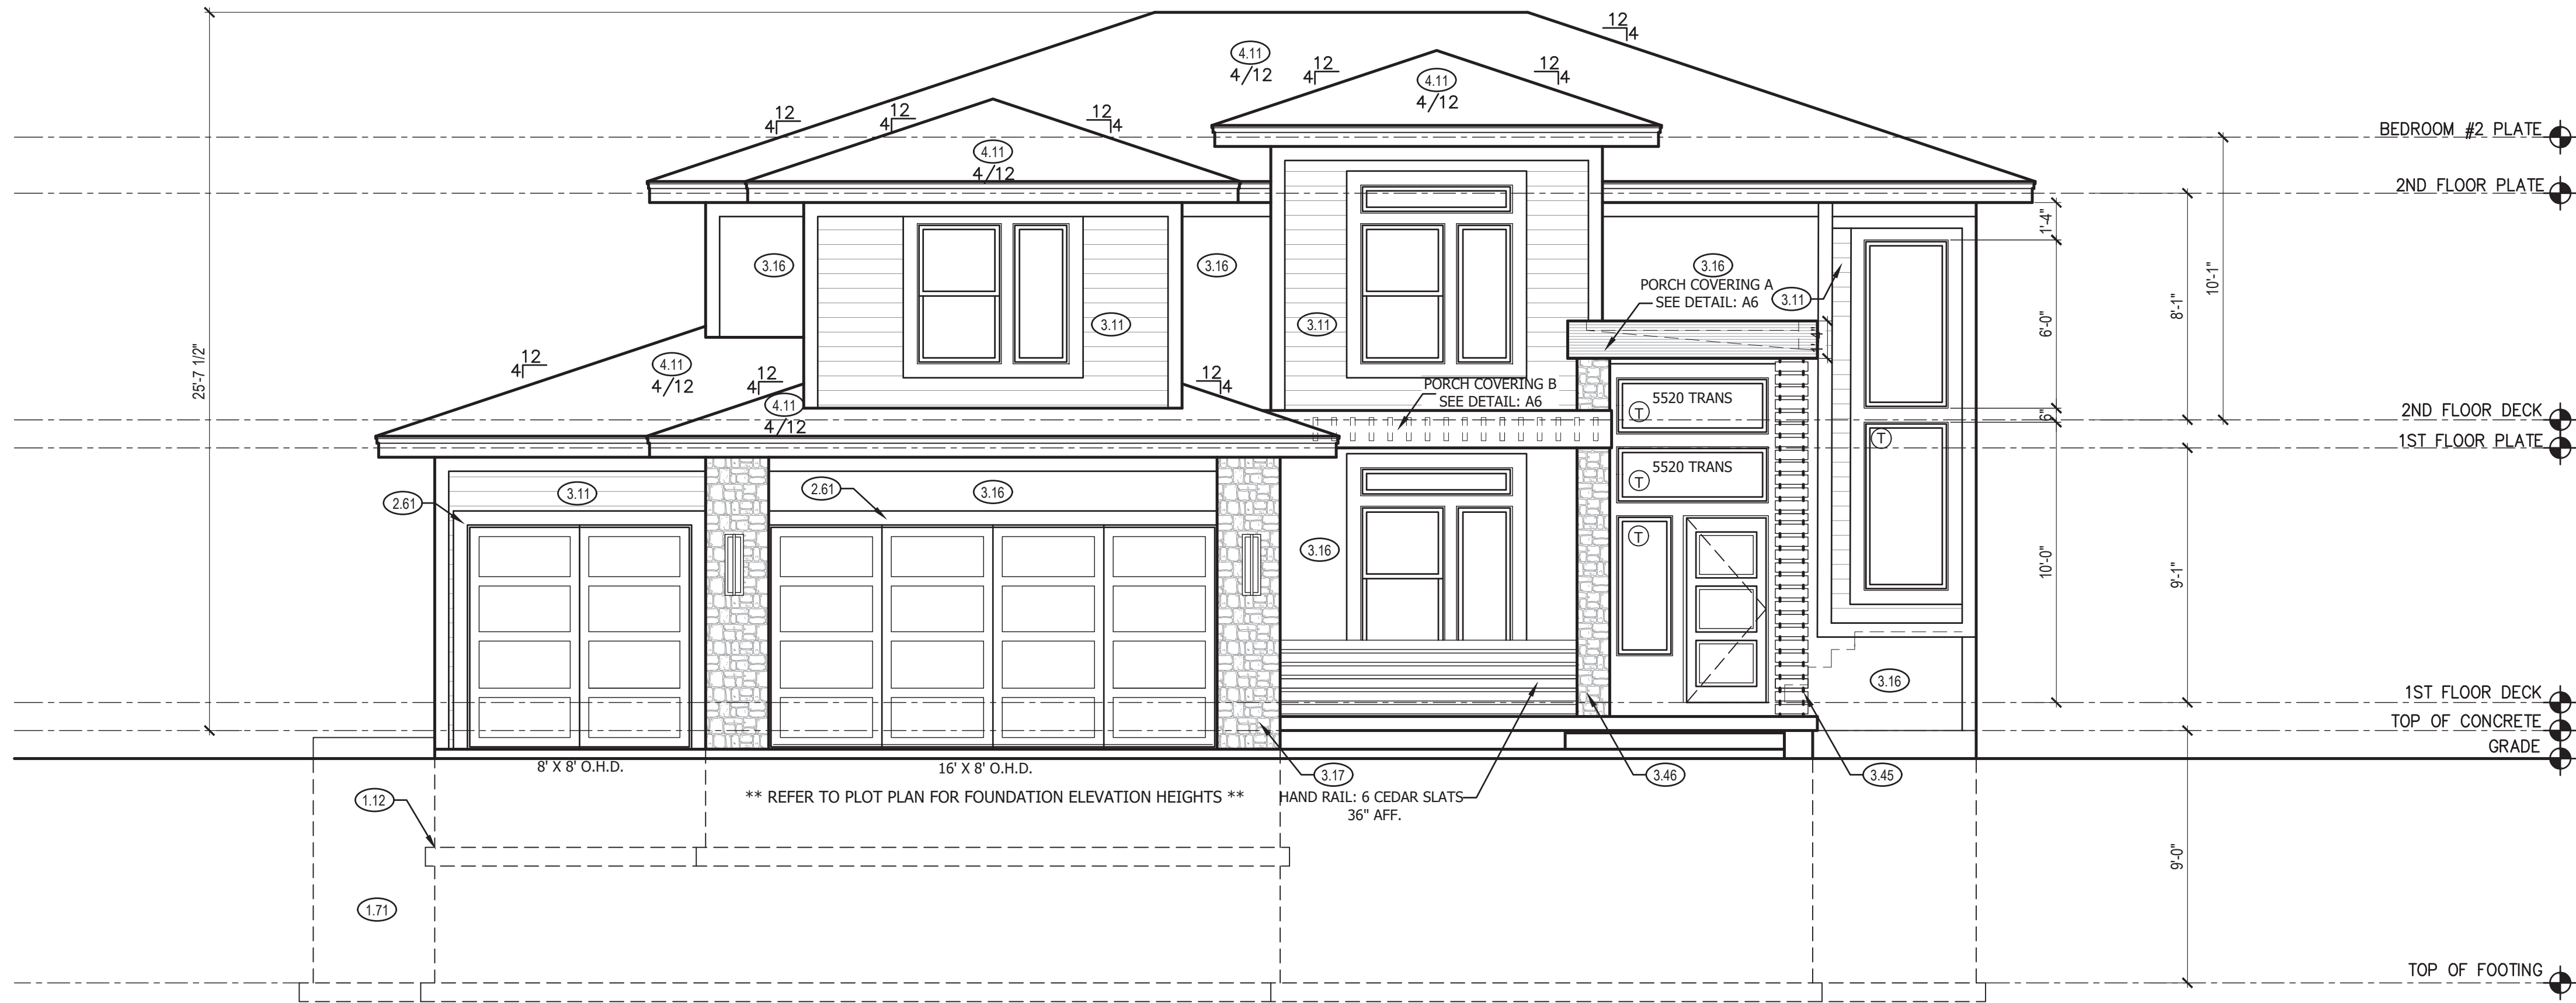 12
4
4.11
4/12
12
4
12
4
4.11
4/12
12
4
12
4
12
4
4.11
4/12
BEDROOM #2 PLATE
2ND FLOOR PLATE
1'-4"
3.16
3.16
3.16
PORCH COVERING A
SEE DETAIL: A6
3.11
10'-1"
8'-1"
6'-0"
3.11
3.11
1'-4"
25'-7 1/2"
12
4
4.11
4/12
12
4
12
4
4.11
4/12
PORCH COVERING B
SEE DETAIL: A6
5520 TRANS
T
6"
2ND FLOOR DECK
1ST FLOOR PLATE
T
5520 TRANS
T
2.61
3.11
2.61
3.16
3.16
T
10'-0"
9'-1"
3.16
1ST FLOOR DECK
TOP OF CONCRETE
GRADE
8' X 8' O.H.D.
16' X 8' O.H.D.
3.17
3.46
3.45
** REFER TO PLOT PLAN FOR FOUNDATION ELEVATION HEIGHTS **
HAND RAIL: 6 CEDAR SLATS
36" AFF.
1.12
9'-0"
1.71
TOP OF FOOTING